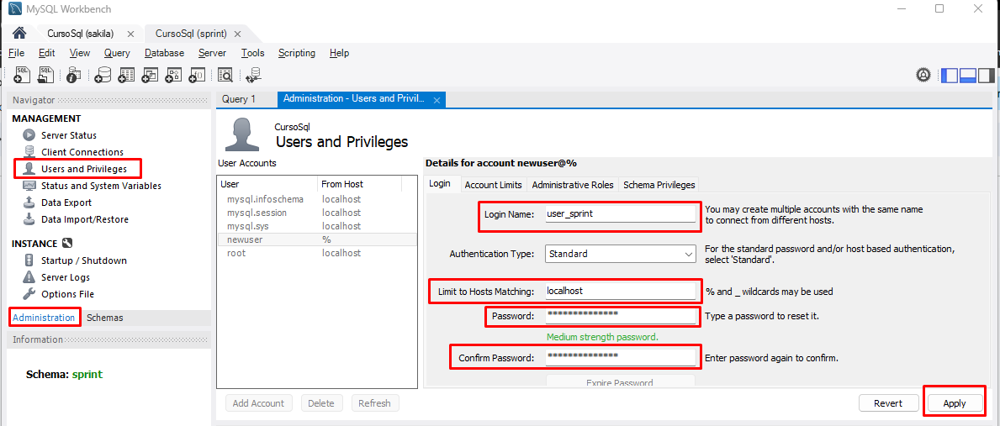 MySQL Workbench
CursoSql (sakila) × CursoSql (sprint) ×
File Edit View Query Database Server Tools Scripting Help
SQL SQL
Navigator
MANAGEMENT
Server Status
Client Connections
Users and Privileges
Status and System Variables
Data Export
Data Import/Restore
INSTANCE
Startup / Shutdown
Server Logs
Options File
Administration Schemas
Information
Schema: sprint
Query 1 Administration - Users and Privil... ×
CursoSql
Users and Privileges
User Accounts
User From Host
mysql.infoschema localhost
mysql.session localhost
mysql.sys localhost
newuser %
root localhost
Add Account Delete Refresh
Details for account newuser@%
Login Account Limits Administrative Roles Schema Privileges
Login Name: user_sprint You may create multiple accounts with the same name
to connect from different hosts.
Authentication Type: Standard For the standard password and/or host based authentication,
select 'Standard'.
Limit to Hosts Matching: localhost % and _ wildcards may be used
Password: ************** Type a password to reset it.
Medium strength password.
Confirm Password: ************** Enter password again to confirm.
Expire Password
Revert Apply